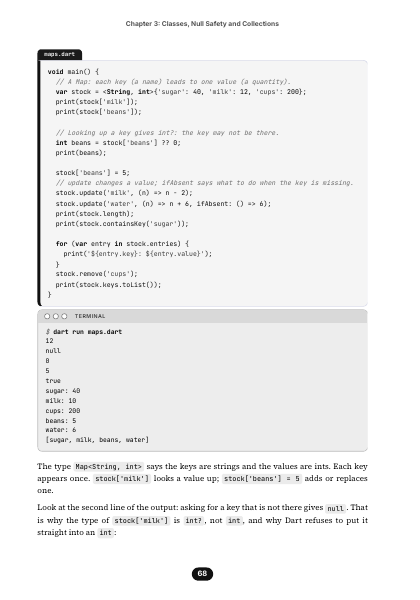 Chapter 3: Classes, Null Safety and Collections
maps.dart
void main() {
  // A Map: each key (a name) leads to one value (a quantity).
  var stock = <String, int>{'sugar': 40, 'milk': 12, 'cups': 200};
  print(stock['milk']);
  print(stock['beans']);

  // Looking up a key gives int?: the key may not be there.
  int beans = stock['beans'] ?? 0;
  print(beans);

  stock['beans'] = 5;
  // update changes a value; ifAbsent says what to do when the key is missing.
  stock.update('milk', (n) => n - 2);
  stock.update('water', (n) => n + 6, ifAbsent: () => 6);
  print(stock.length);
  print(stock.containsKey('sugar'));

  for (var entry in stock.entries) {
    print('${entry.key}: ${entry.value}');
  }
  stock.remove('cups');
  print(stock.keys.toList());
}
TERMINAL
$ dart run maps.dart
12
null
0
5
true
sugar: 40
milk: 10
cups: 200
beans: 5
water: 6
[sugar, milk, beans, water]
The type Map<String, int> says the keys are strings and the values are ints. Each key
appears once. stock['milk'] looks a value up; stock['beans'] = 5 adds or replaces
one.
Look at the second line of the output: asking for a key that is not there gives null. That
is why the type of stock['milk'] is int?, not int, and why Dart refuses to put it
straight into an int:
68